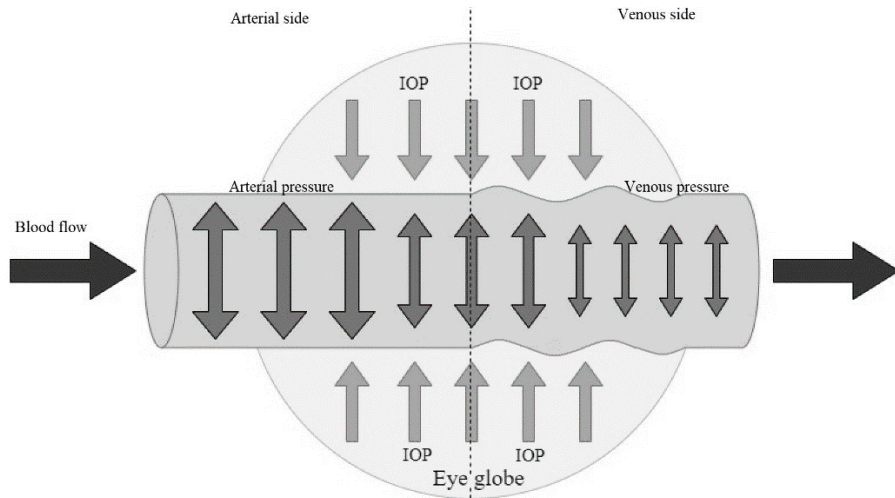 Arterial side
Venous side
IOP
IOP
Arterial pressure
Venous pressure
Blood flow
IOP
IOP
Eye globe